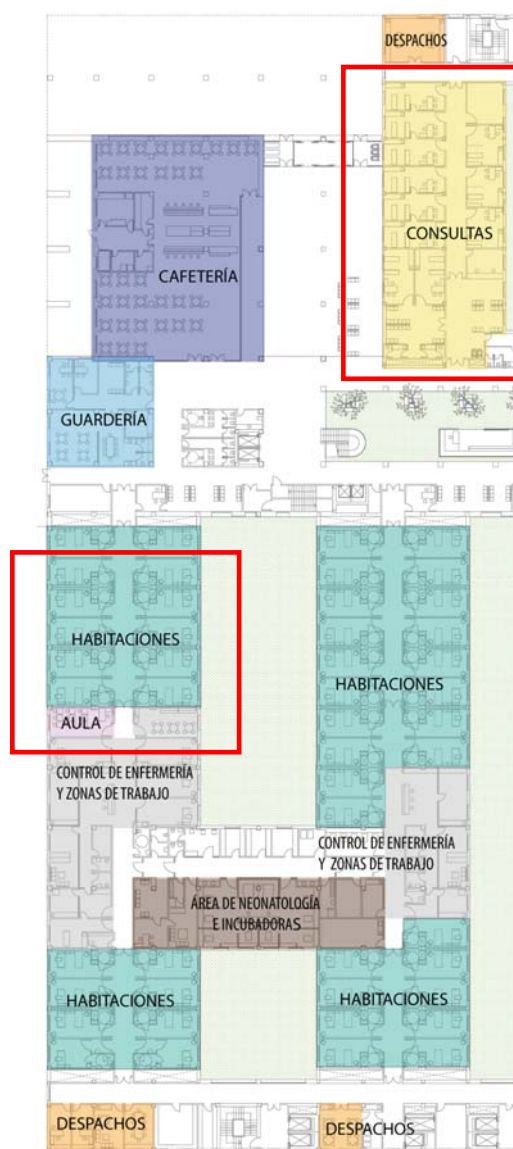 DESPACHOS
CONSULTAS
CAFETERÍA
GUARDERÍA
HABITACIONES
HABITACIONES
AULA
CONTROL DE ENFERMERÍA
Y ZONAS DE TRABAJO
CONTROL DE ENFERMERÍA
Y ZONAS DE TRABAJO
ÁREA DE NEONATOLOGÍA
E INCUBADORAS
HABITACIONES
HABITACIONES
DESPACHOS
DESPACHOS